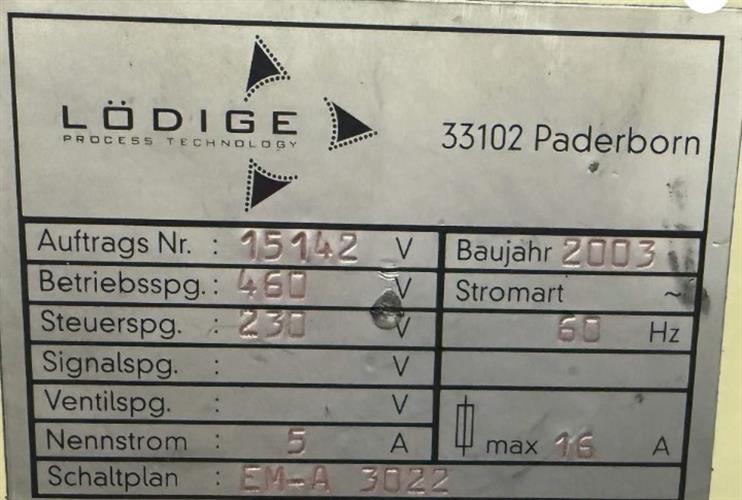 LÖDIGE
PROCESS TECHNOLOGY
33102 Paderborn
Auftrags Nr. : 15142 V Baujahr 2003
Betriebsspg. : 460 V Stromart ~
Steuerspg. : 230 V 60 Hz
Signalspg. : V
Ventilspg. : V
Nennstrom : 5 A max 16 A
Schaltplan : EM-A 3022